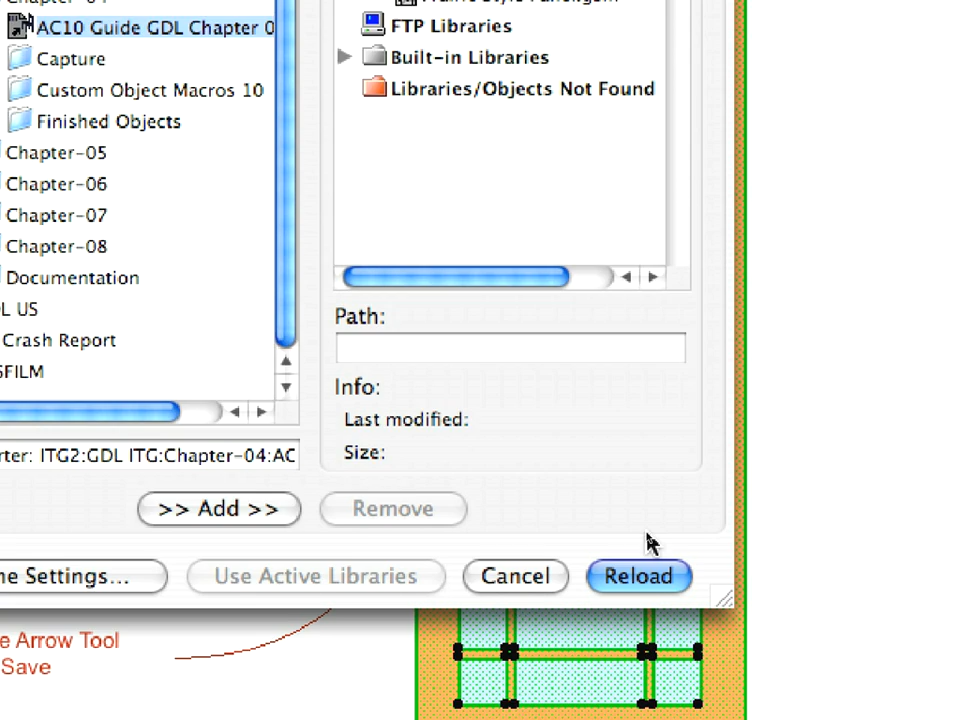 AC10 Guide GDL Chapter 0
Capture
Custom Object Macros 10
Finished Objects
Chapter-05
Chapter-06
Chapter-07
Chapter-08
Documentation
L US
Crash Report
SFILM
rter: ITG2:GDL ITG:Chapter-04:AC
FTP Libraries
Built-in Libraries
Libraries/Objects Not Found
Path:
Info:
Last modified:
Size:
>> Add >>
Remove
ne Settings...
Use Active Libraries
Cancel
Reload
e Arrow Tool
Save